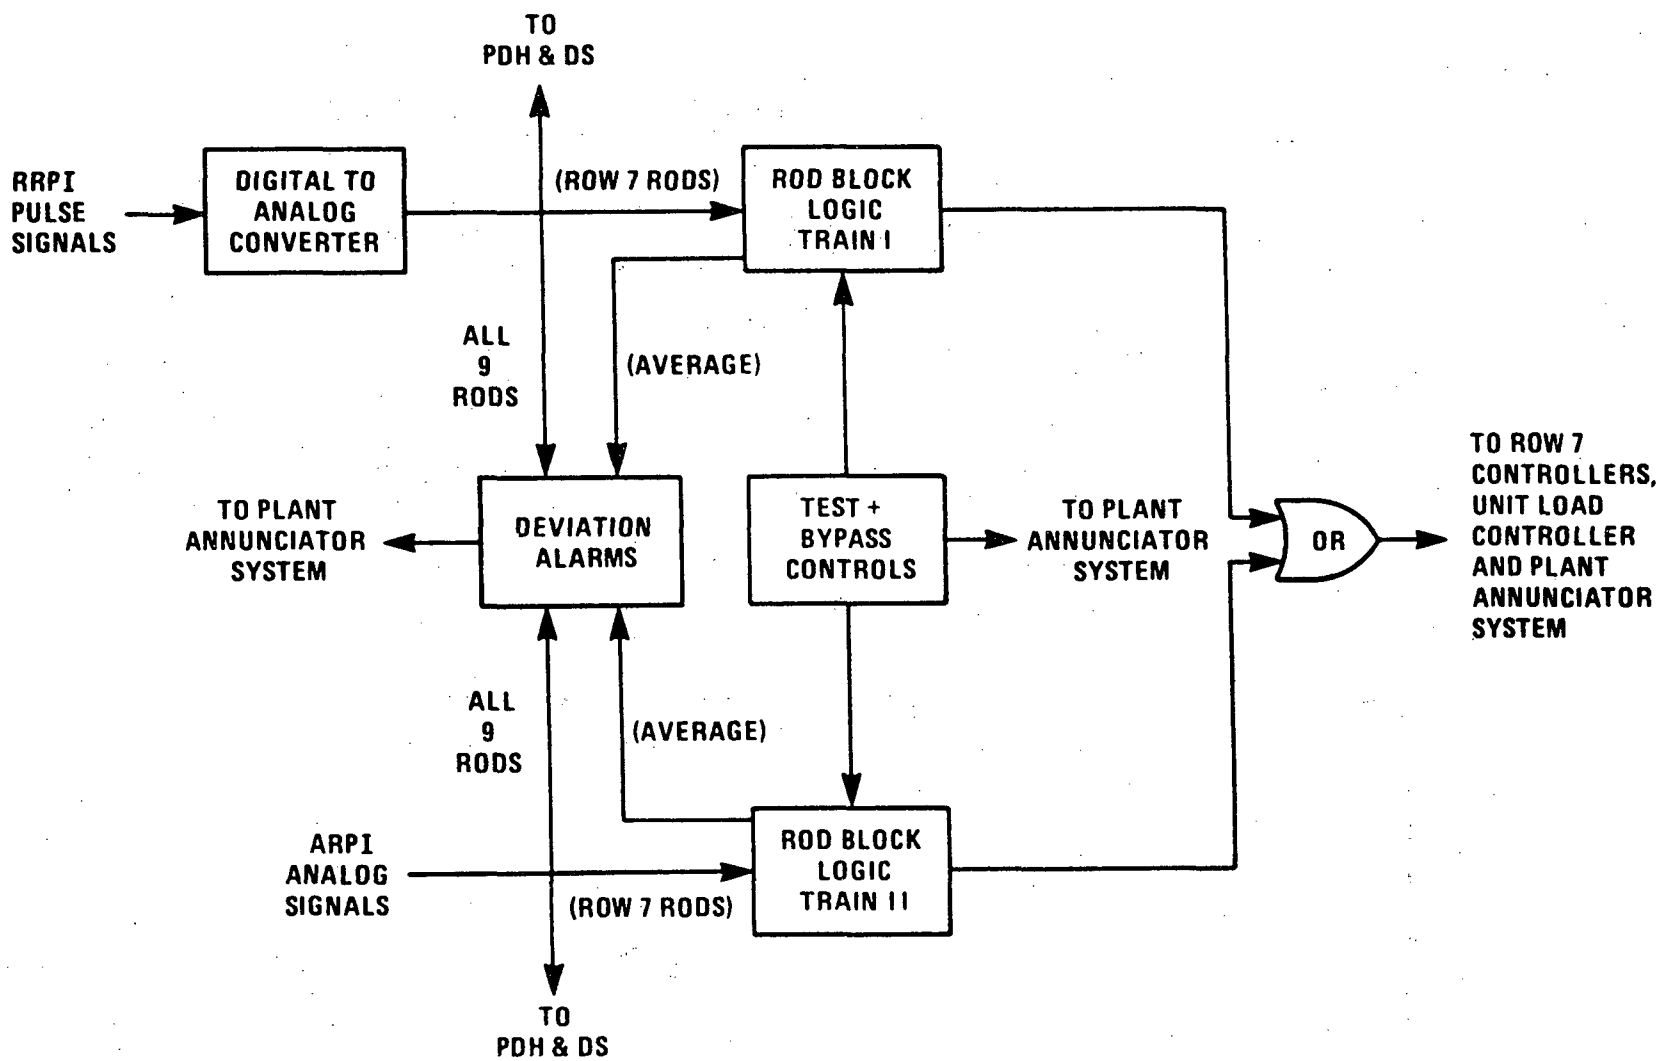 TO
PDH & DS
RRPI
PULSE
SIGNALS
DIGITAL TO
ANALOG
CONVERTER
(ROW 7 RODS)
ROD BLOCK
LOGIC
TRAIN I
ALL
9
RODS
(AVERAGE)
TO PLANT
ANNUNCIATOR
SYSTEM
DEVIATION
ALARMS
TEST +
BYPASS
CONTROLS
TO PLANT
ANNUNCIATOR
SYSTEM
OR
TO ROW 7
CONTROLLERS,
UNIT LOAD
CONTROLLER
AND PLANT
ANNUNCIATOR
SYSTEM
ALL
9
RODS
(AVERAGE)
ARPI
ANALOG
SIGNALS
(ROW 7 RODS)
ROD BLOCK
LOGIC
TRAIN II
TO
PDH & DS